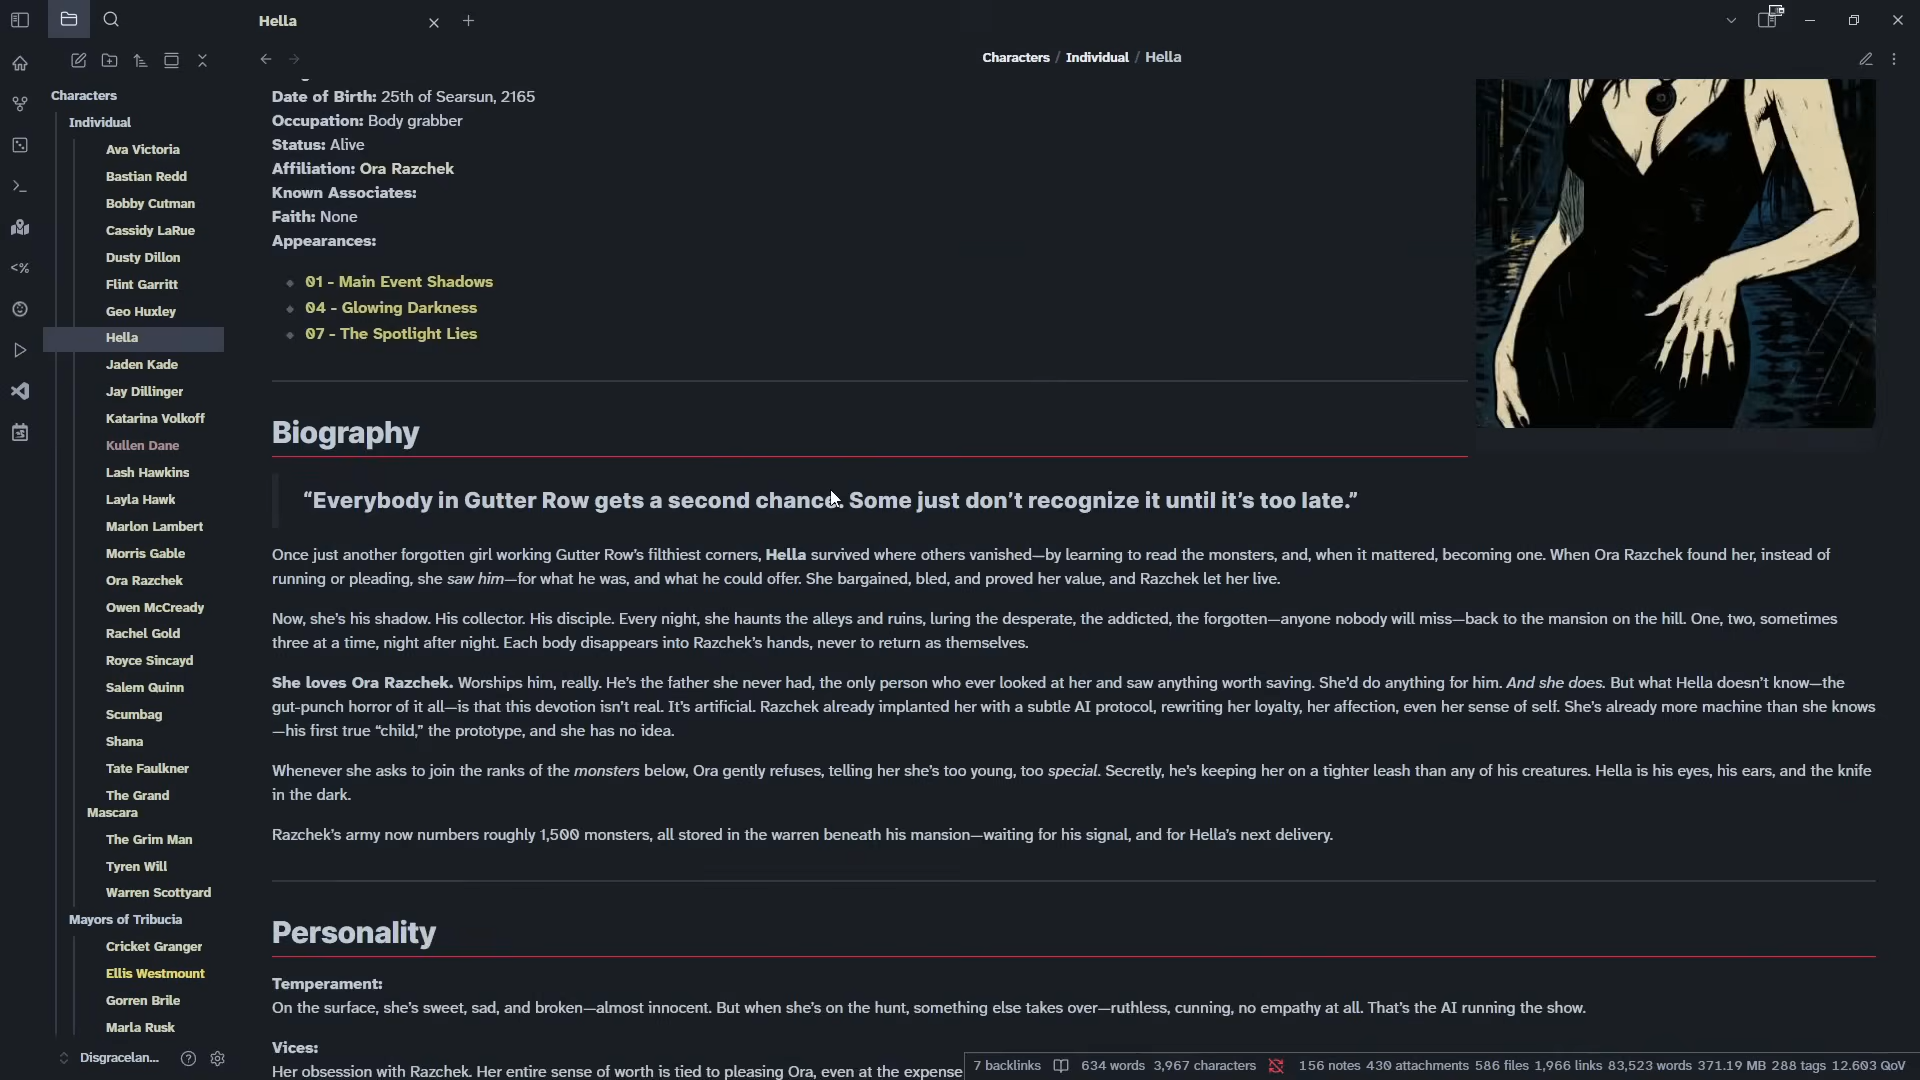 Hella
Characters / Individual / Hella
Characters
Individual
Ava Victoria
Bastian Redd
Bobby Cutman
Cassidy LaRue
Dusty Dillon
Flint Garritt
Geo Huxley
Hella
Jaden Kade
Jay Dillinger
Katarina Volkoff
Kullen Dane
Lash Hawkins
Layla Hawk
Marlon Lambert
Morris Gable
Ora Razchek
Owen McCready
Rachel Gold
Royce Sincayd
Salem Quinn
Scumbag
Shana
Tate Faulkner
The Grand
Mascara
The Grim Man
Tyren Will
Warren Scottyard
Mayors of Tribucia
Cricket Granger
Ellis Westmount
Gorren Brile
Marla Rusk
Disgracelan...
Date of Birth: 25th of Searsun, 2165
Occupation: Body grabber
Status: Alive
Affiliation: Ora Razchek
Known Associates:
Faith: None
Appearances:
01 - Main Event Shadows
04 - Glowing Darkness
07 - The Spotlight Lies
Biography
“Everybody in Gutter Row gets a second chance. Some just don’t recognize it until it’s too late.”
Once just another forgotten girl working Gutter Row’s filthiest corners, Hella survived where others vanished—by learning to read the monsters, and, when it mattered, becoming one. When Ora Razchek found her, instead of
running or pleading, she saw him—for what he was, and what he could offer. She bargained, bled, and proved her value, and Razchek let her live.
Now, she’s his shadow. His collector. His disciple. Every night, she haunts the alleys and ruins, luring the desperate, the addicted, the forgotten—anyone nobody will miss—back to the mansion on the hill. One, two, sometimes
three at a time, night after night. Each body disappears into Razchek’s hands, never to return as themselves.
She loves Ora Razchek. Worships him, really. He’s the father she never had, the only person who ever looked at her and saw anything worth saving. She’d do anything for him. And she does. But what Hella doesn’t know—the
gut-punch horror of it all—is that this devotion isn’t real. It’s artificial. Razchek already implanted her with a subtle AI protocol, rewriting her loyalty, her affection, even her sense of self. She’s already more machine than she knows
—his first true “child,” the prototype, and she has no idea.
Whenever she asks to join the ranks of the monsters below, Ora gently refuses, telling her she’s too young, too special. Secretly, he’s keeping her on a tighter leash than any of his creatures. Hella is his eyes, his ears, and the knife
in the dark.
Razchek’s army now numbers roughly 1,500 monsters, all stored in the warren beneath his mansion—waiting for his signal, and for Hella’s next delivery.
Personality
Temperament:
On the surface, she’s sweet, sad, and broken—almost innocent. But when she’s on the hunt, something else takes over—ruthless, cunning, no empathy at all. That’s the AI running the show.
Vices:
Her obsession with Razchek. Her entire sense of worth is tied to pleasing Ora, even at the expense
7 backlinks 634 words 3,967 characters 156 notes 430 attachments 586 files 1,966 links 83,523 words 371.19 MB 288 tags 12.603 QoV